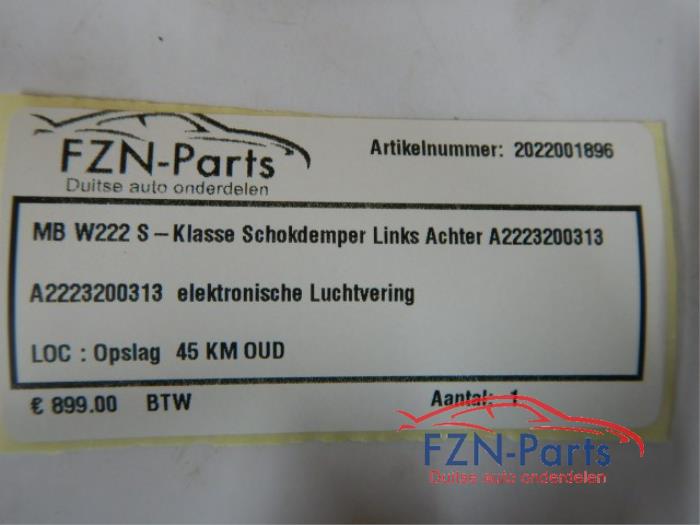 FZN-Parts
Duitse auto onderdelen
Artikelnummer: 2022001896
MB W222 S - Klasse Schokdemper Links Achter A2223200313
A2223200313 elektronische Luchtvering
LOC : Opslag 45 KM OUD
€ 899.00 BTW
Aantal: 1
FZN-Parts
Duitse auto onderdelen